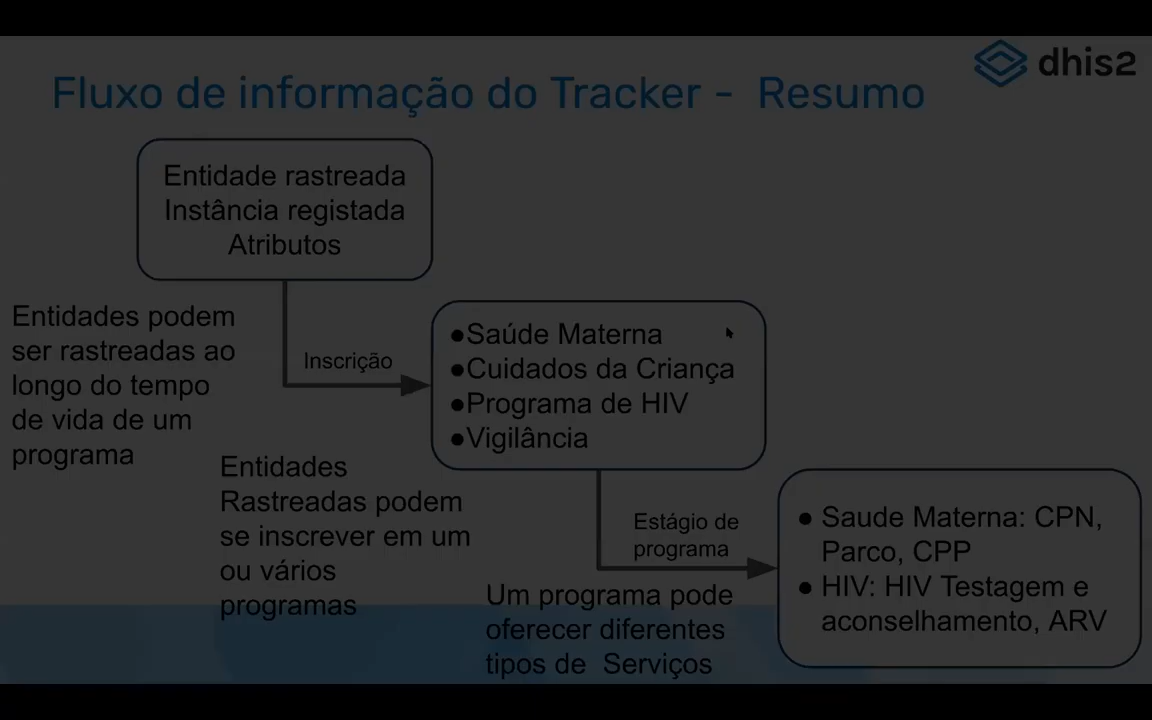 dhis2
Fluxo de informação do Tracker - Resumo
Entidade rastreada
Instância registada
Atributos
Entidades podem
ser rastreadas ao
longo do tempo
de vida de um
programa
Inscrição
●Saúde Materna
●Cuidados da Criança
●Programa de HIV
●Vigilância
Entidades
Rastreadas podem
se inscrever em um
ou vários
programas
Estágio de
programa
Um programa pode
oferecer diferentes
tipos de Serviços
● Saude Materna: CPN,
Parco, CPP
● HIV: HIV Testagem e
aconselhamento, ARV